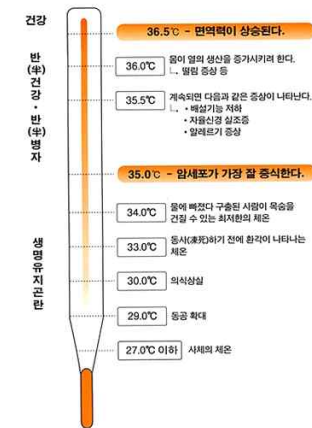 건강
36.5℃ - 면역력이 상승된다.
반(半)건강·반(半)병자
36.0℃
몸이 열의 생산을 증가시키려 한다.
ㄴ. 떨림 증상 등
35.5℃
계속되면 다음과 같은 증상이 나타난다.
ㄴ. • 배설기능 저하
• 자율신경 실조증
• 알레르기 증상
35.0℃ - 암세포가 가장 잘 증식한다.
생명유지곤란
34.0℃
물에 빠졌다 구출된 사람이 목숨을
건질 수 있는 최저한의 체온
33.0℃
동사(凍死)하기 전에 환각이 나타나는
체온
30.0℃
의식상실
29.0℃
동공 확대
27.0℃ 이하
사체의 체온